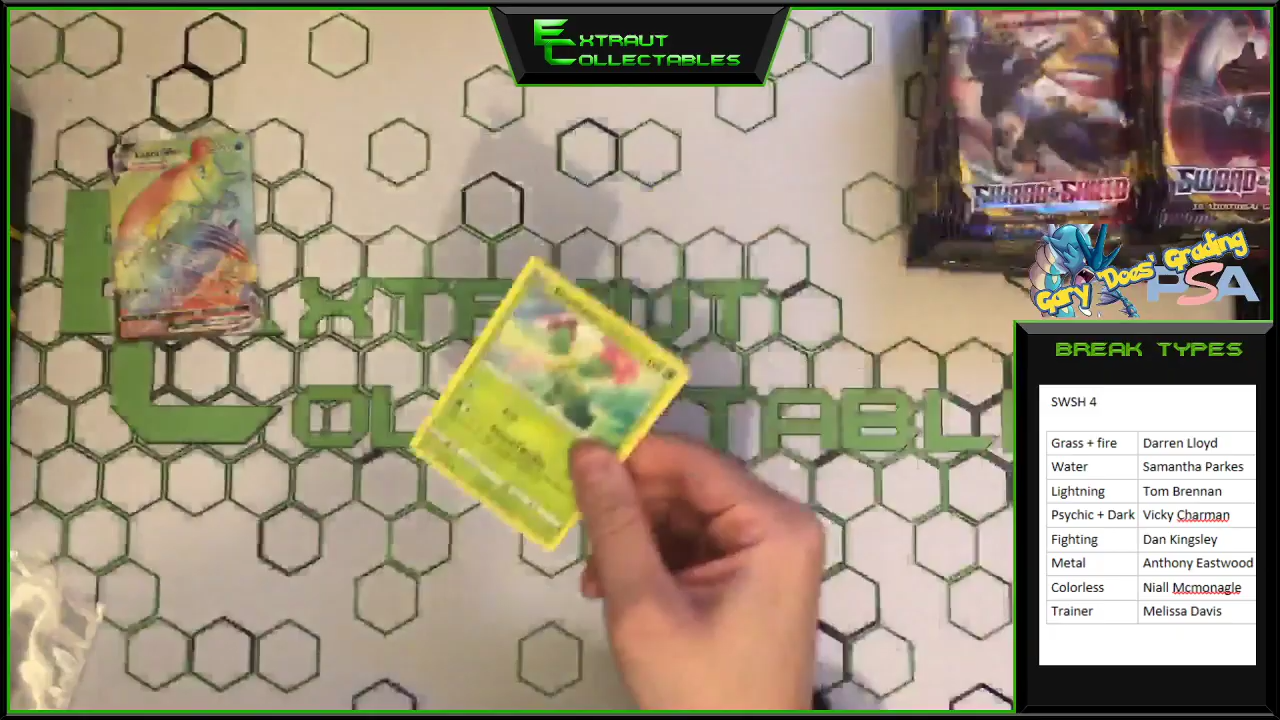 EXTRAUT
COLLECTABLES
SWORD & SHIELD
SWORD &
EXTRAUT
COLLECTABLE
Gary 'Does' Grading
PSA
BREAK TYPES
SWSH 4
Grass + fire Darren Lloyd
Water Samantha Parkes
Lightning Tom Brennan
Psychic + Dark Vicky Charman
Fighting Dan Kingsley
Metal Anthony Eastwood
Colorless Niall Mcmonagle
Trainer Melissa Davis